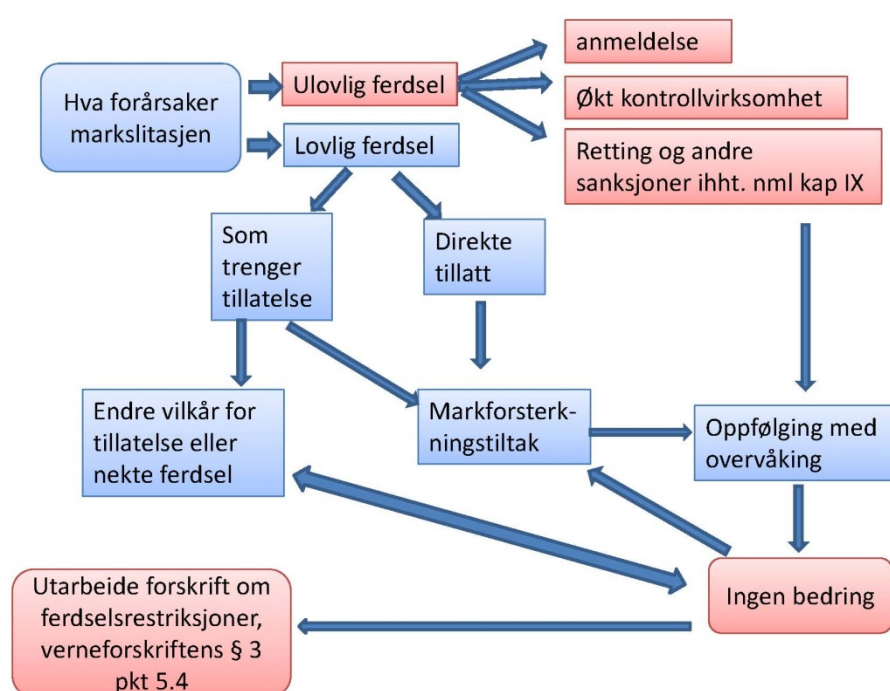 anmeldelse
Ulovlig ferdsel
Hva forårsaker
markslitasjen
Økt kontrollvirksomhet
Lovlig ferdsel
Retting og andre
sanksjoner ihht. nml kap IX
Som
trenger
tillatelse
Direkte
tillatt
Endre vilkår for
tillatelse eller
nekte ferdsel
Markforsterk-
ningstiltak
Oppfølging med
overvåking
Ingen bedring
Utarbeide forskrift om
ferdselsrestriksjoner,
verneforskriftens § 3
pkt 5.4